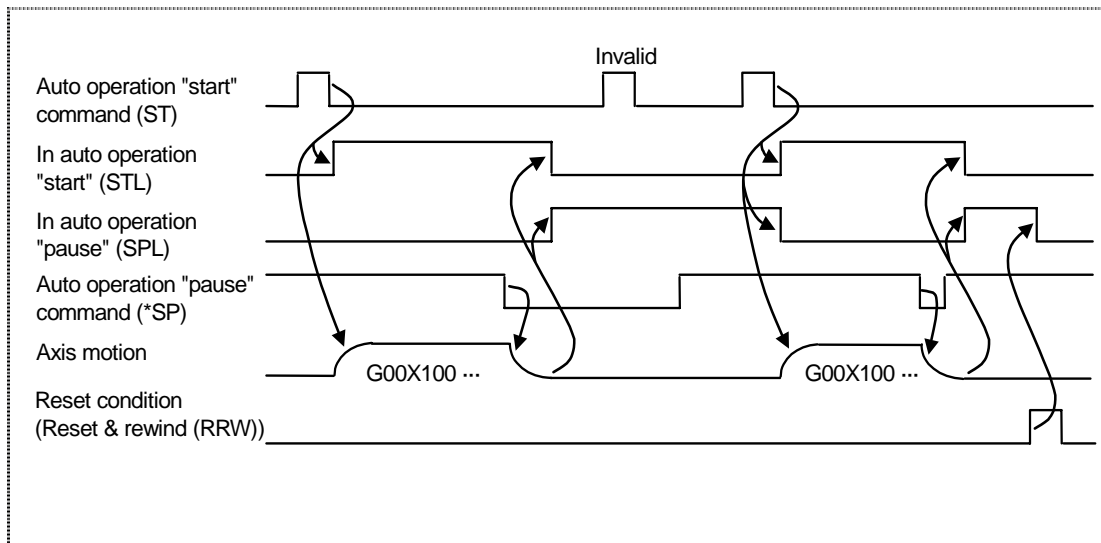 Invalid
Auto operation "start"
command (ST)
In auto operation
"start" (STL)
In auto operation
"pause" (SPL)
Auto operation "pause"
command (*SP)
Axis motion
G00X100 ···
G00X100 ···
Reset condition
(Reset & rewind (RRW))